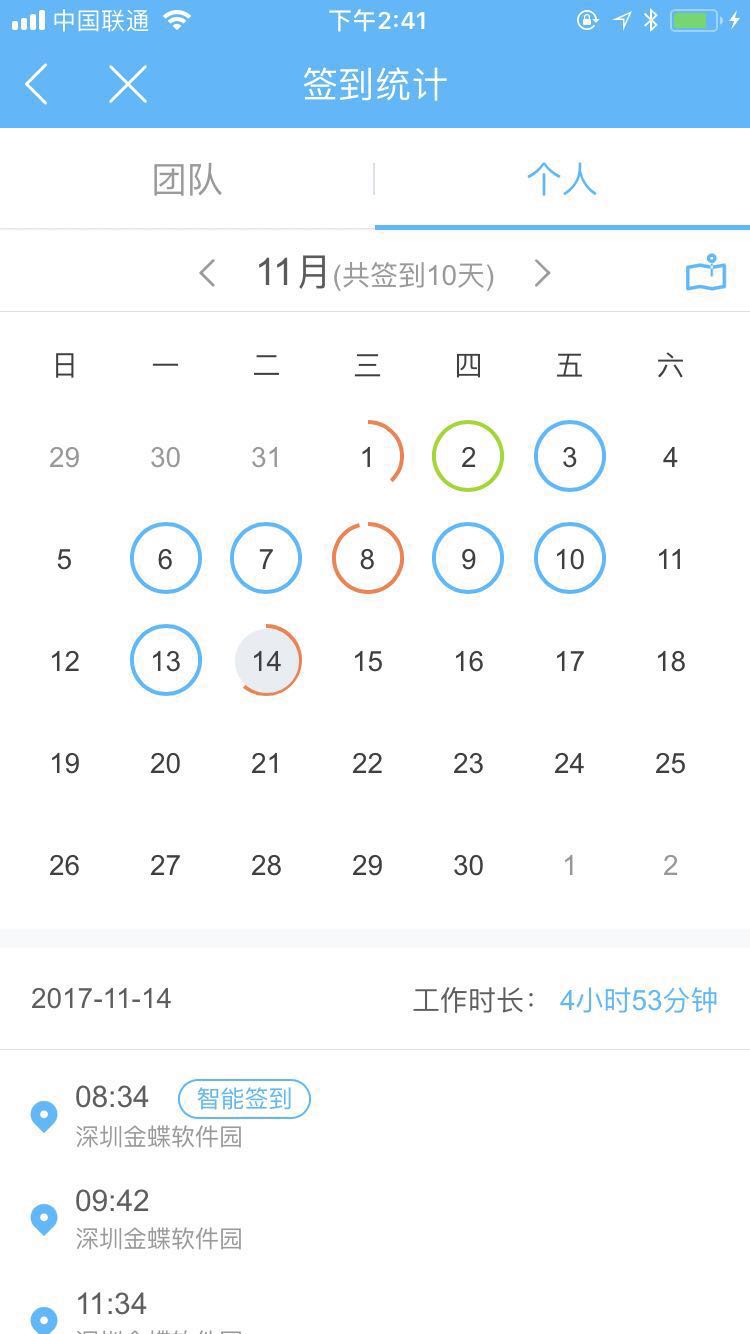 中国联通 下午2:41
签到统计
团队 个人
11月(共签到10天)
日 一 二 三 四 五 六
29 30 31 1 2 3 4
5 6 7 8 9 10 11
12 13 14 15 16 17 18
19 20 21 22 23 24 25
26 27 28 29 30 1 2
2017-11-14 工作时长： 4小时53分钟
08:34 智能签到
深圳金蝶软件园
09:42
深圳金蝶软件园
11:34